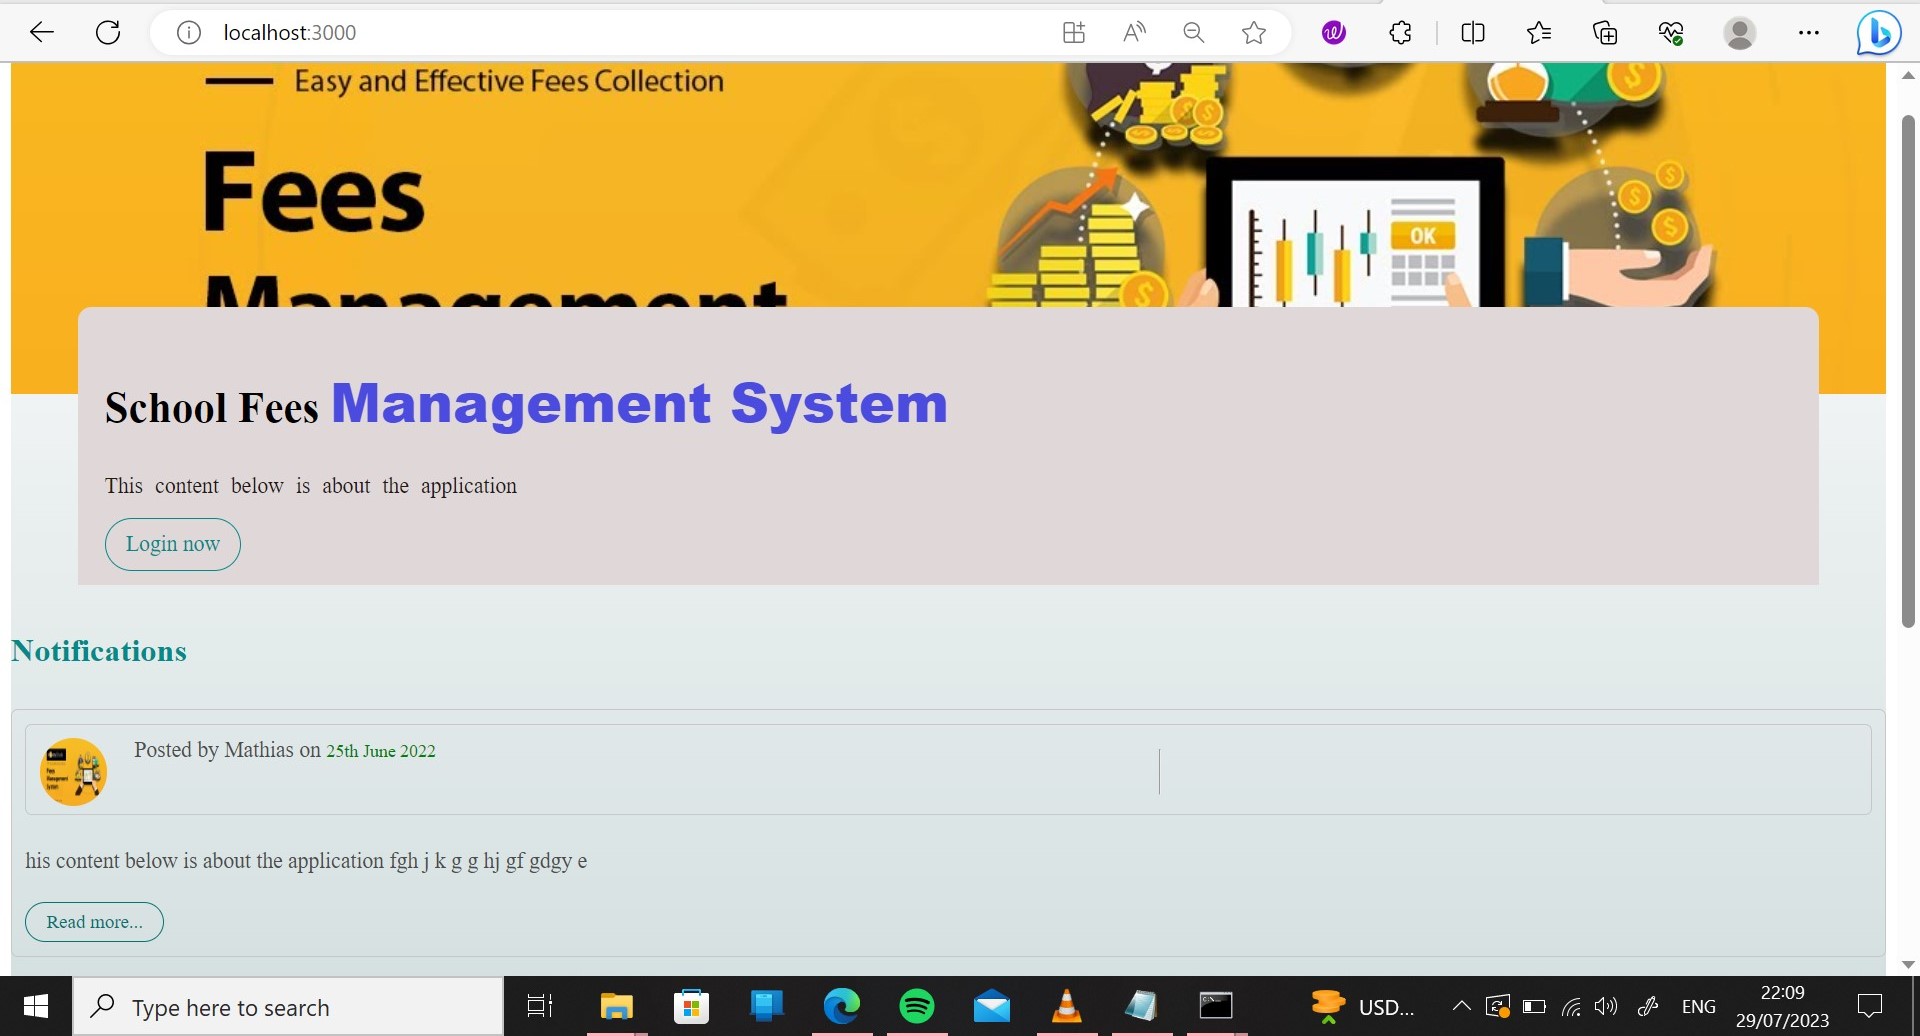 localhost:3000
Easy and Effective Fees Collection
Fees
Management
OK
School Fees Management System
This content below is about the application
Login now
Notifications
Posted by Mathias on 25th June 2022
his content below is about the application fgh j k g g hj gf gdgy e
Read more...
Type here to search
USD...
ENG
22:09
29/07/2023